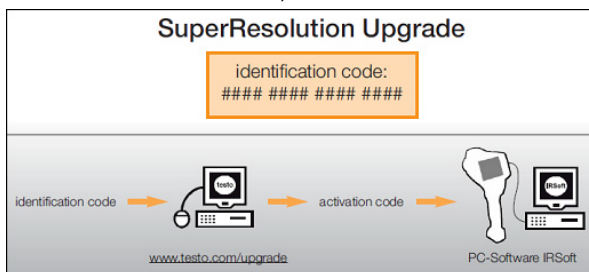 SuperResolution Upgrade
identification code:
#### #### #### ####
identification code
testo
activation code
IRSoft
www.testo.com/upgrade
PC-Software IRSoft